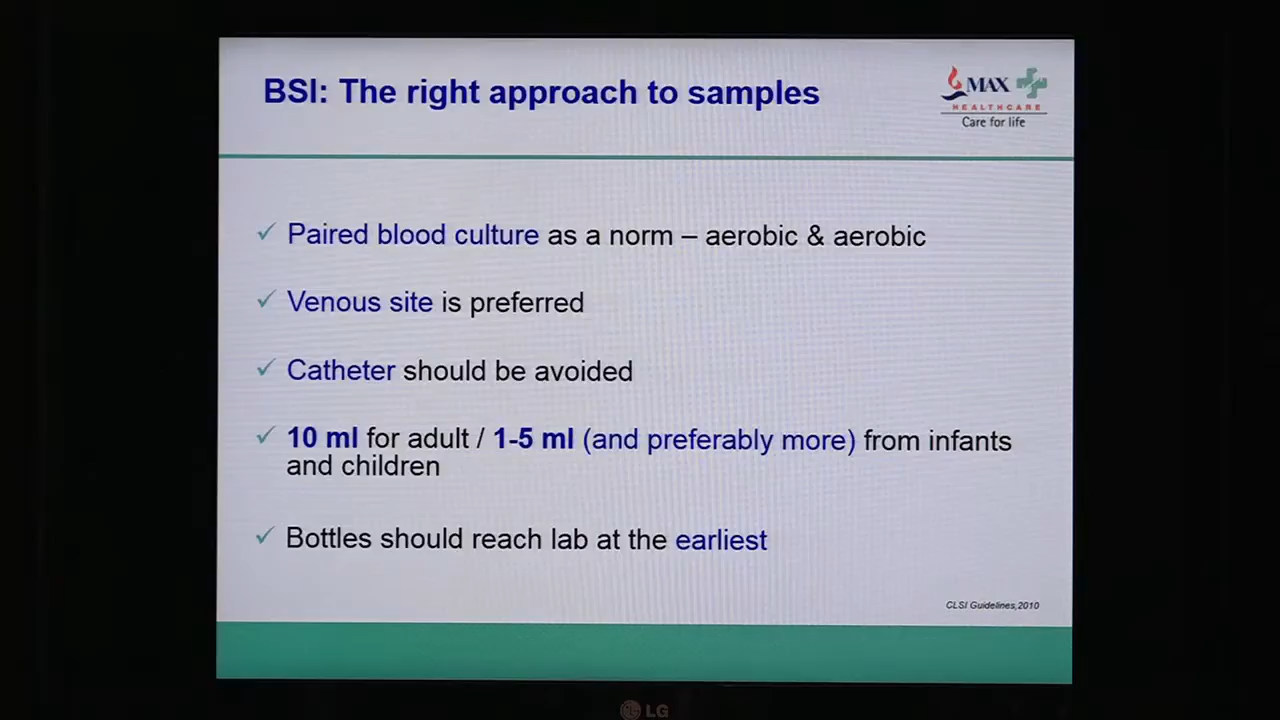 BSI: The right approach to samples
MAX
HEALTHCARE
Care for life
✓ Paired blood culture as a norm – aerobic & aerobic
✓ Venous site is preferred
✓ Catheter should be avoided
✓ 10 ml for adult / 1-5 ml (and preferably more) from infants
and children
✓ Bottles should reach lab at the earliest
CLSI Guidelines,2010
LG